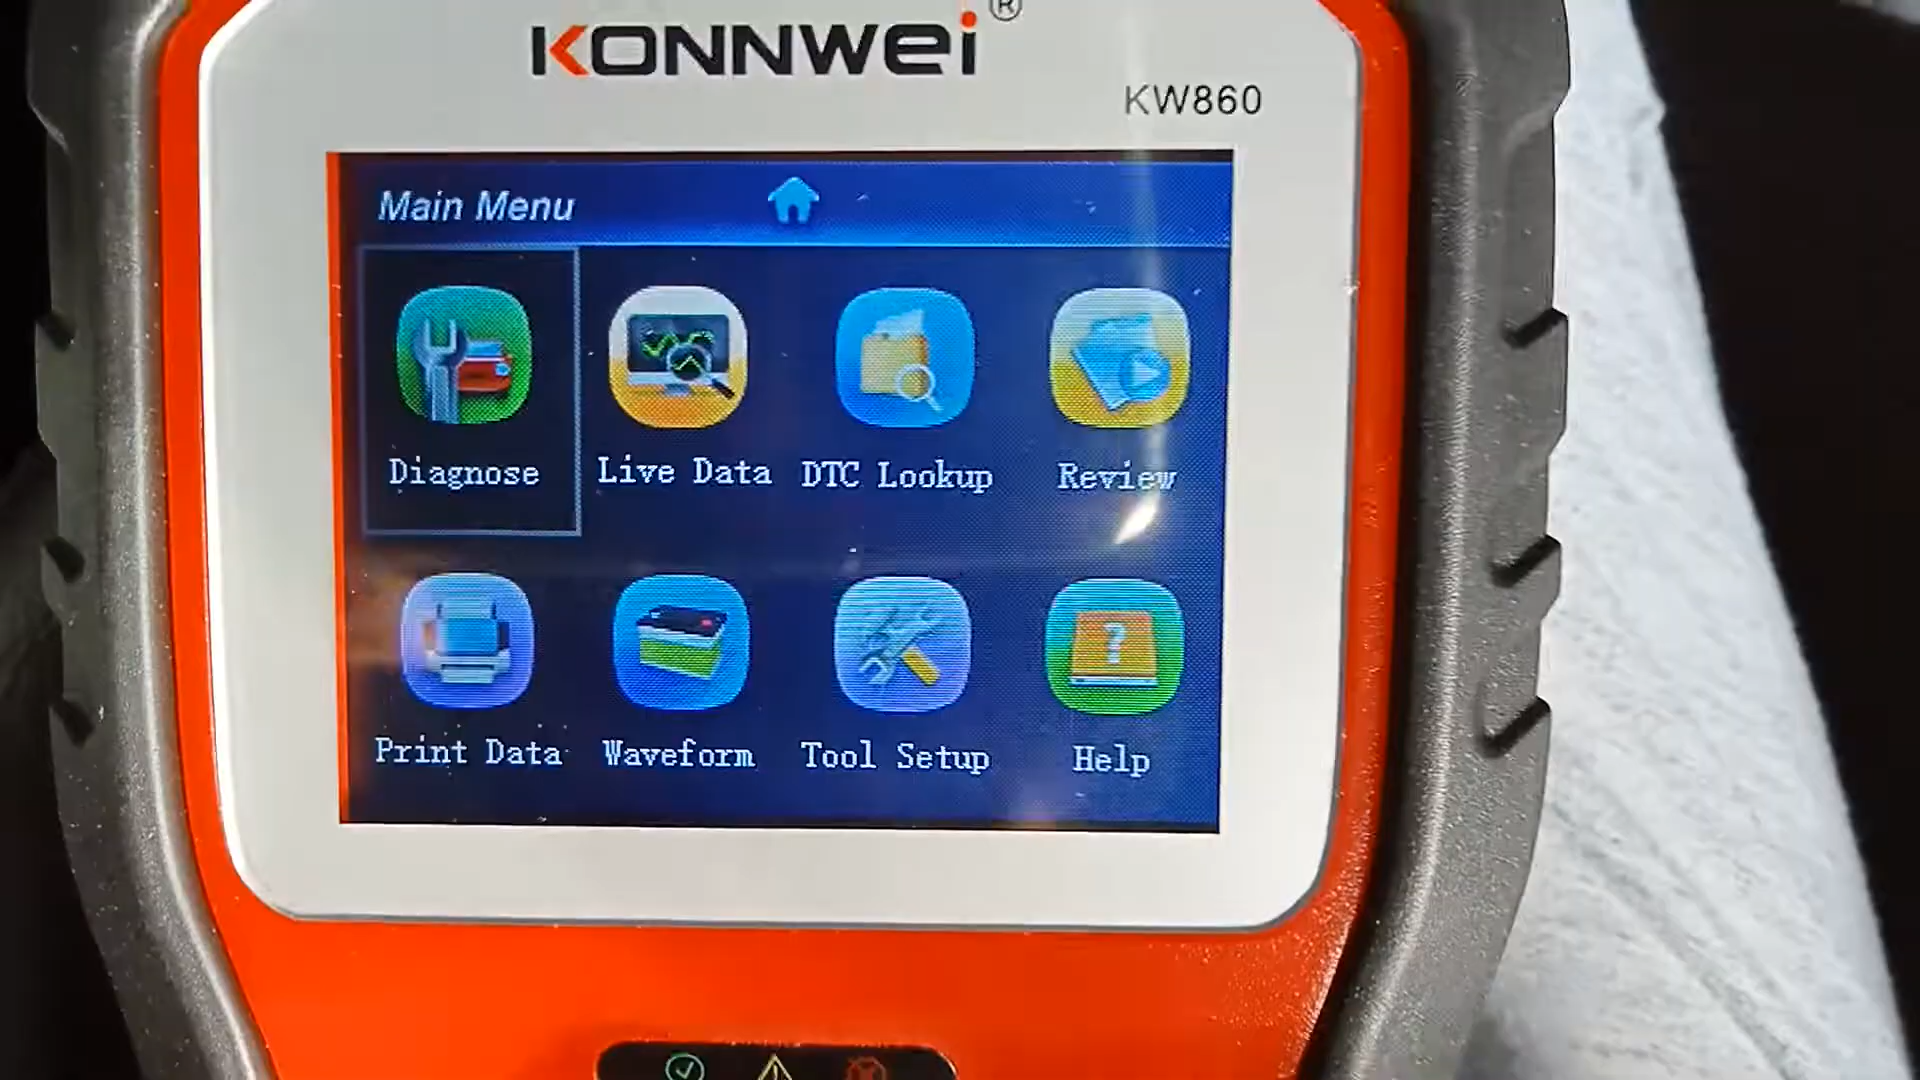 KONNWEI®
KW860
Main Menu
Diagnose Live Data DTC Lookup Review
Print Data Waveform Tool Setup Help